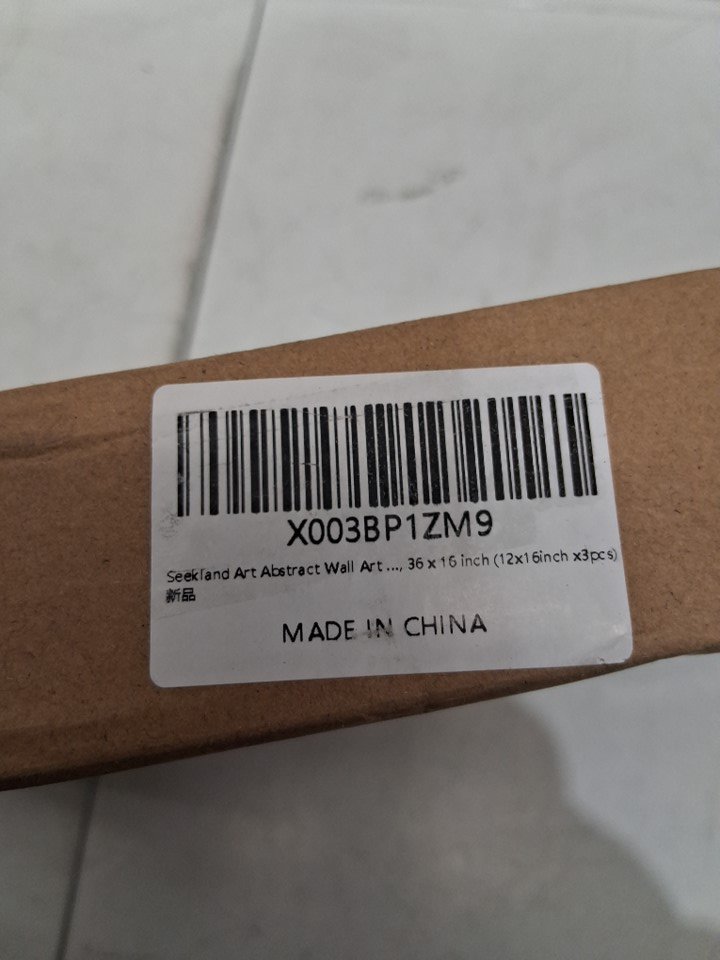 X003BP1ZM9
Seekland Art Abstract Wall Art ..., 36 x 16 inch (12x16inch x3pcs)
新品
MADE IN CHINA